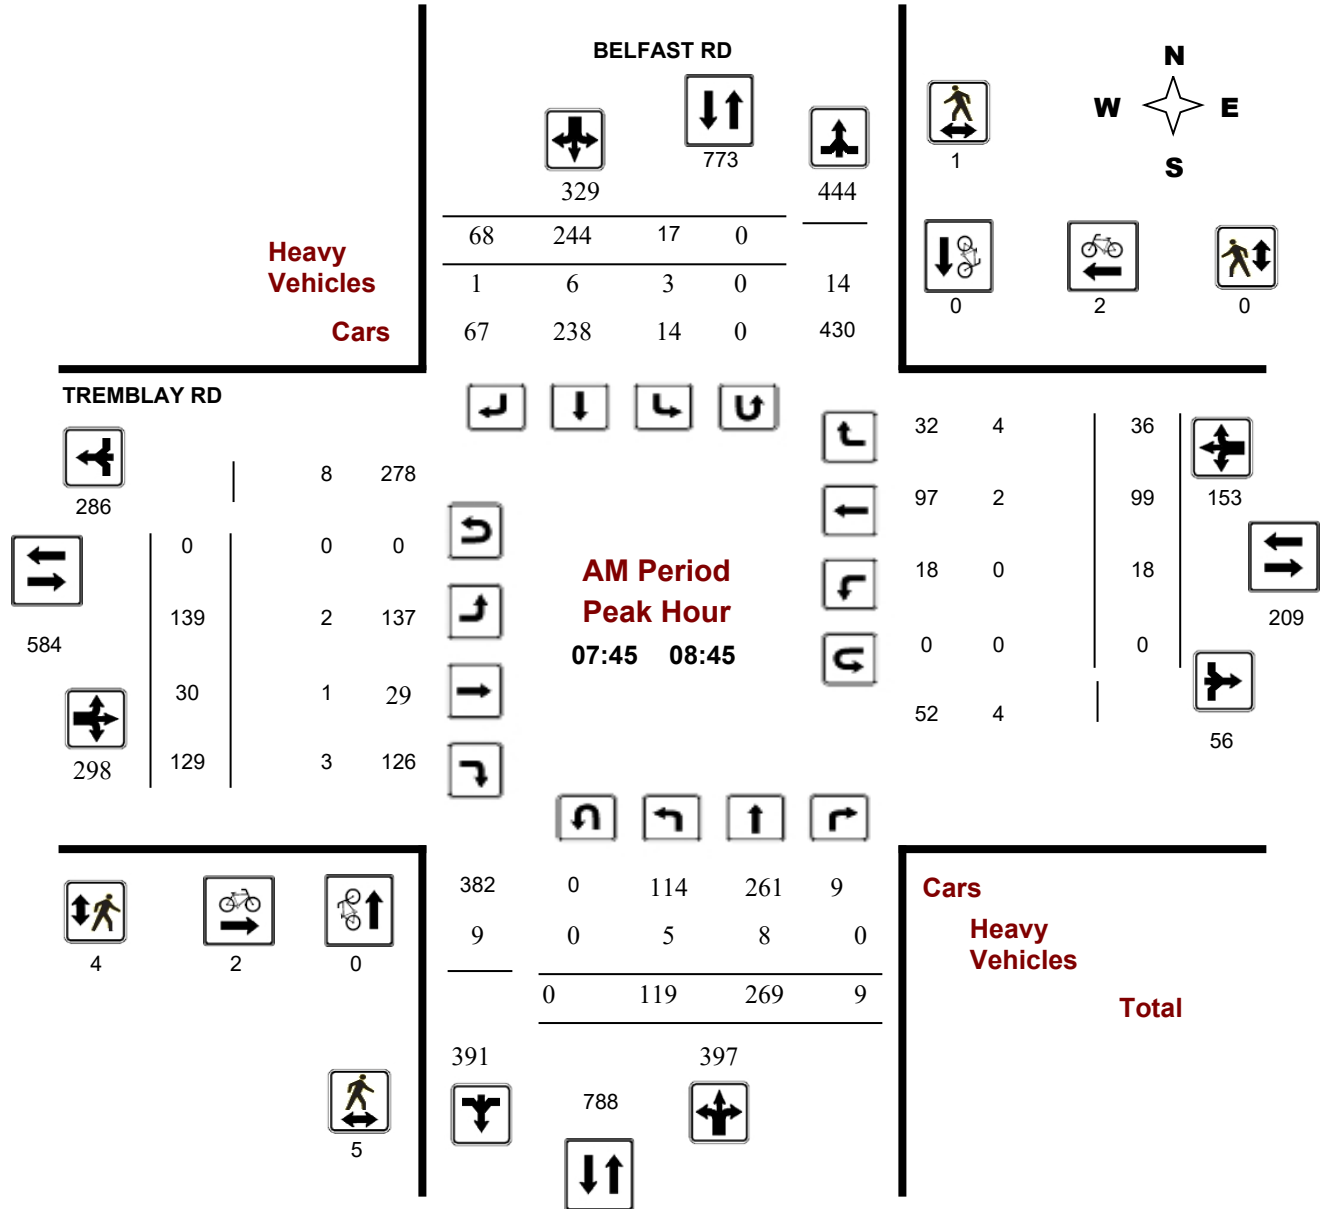 BELFAST RD
N
W E
S
773
1
329
444
68 244 17 0
Heavy
Vehicles
1 6 3 0 14
0 2 0
Cars
67 238 14 0 430
TREMBLAY RD
32 4 36
8 278
286
97 2 99
153
0 0 0
AM Period
18 0 18
Peak Hour
139 2 137
209
584
07:45 08:45
0 0 0
30 1 29
52 4
56
298
129 3 126
382 0 114 261 9
Cars
9 0 5 8 0
Heavy
Vehicles
4 2 0
0 119 269 9
Total
391 397
788
5